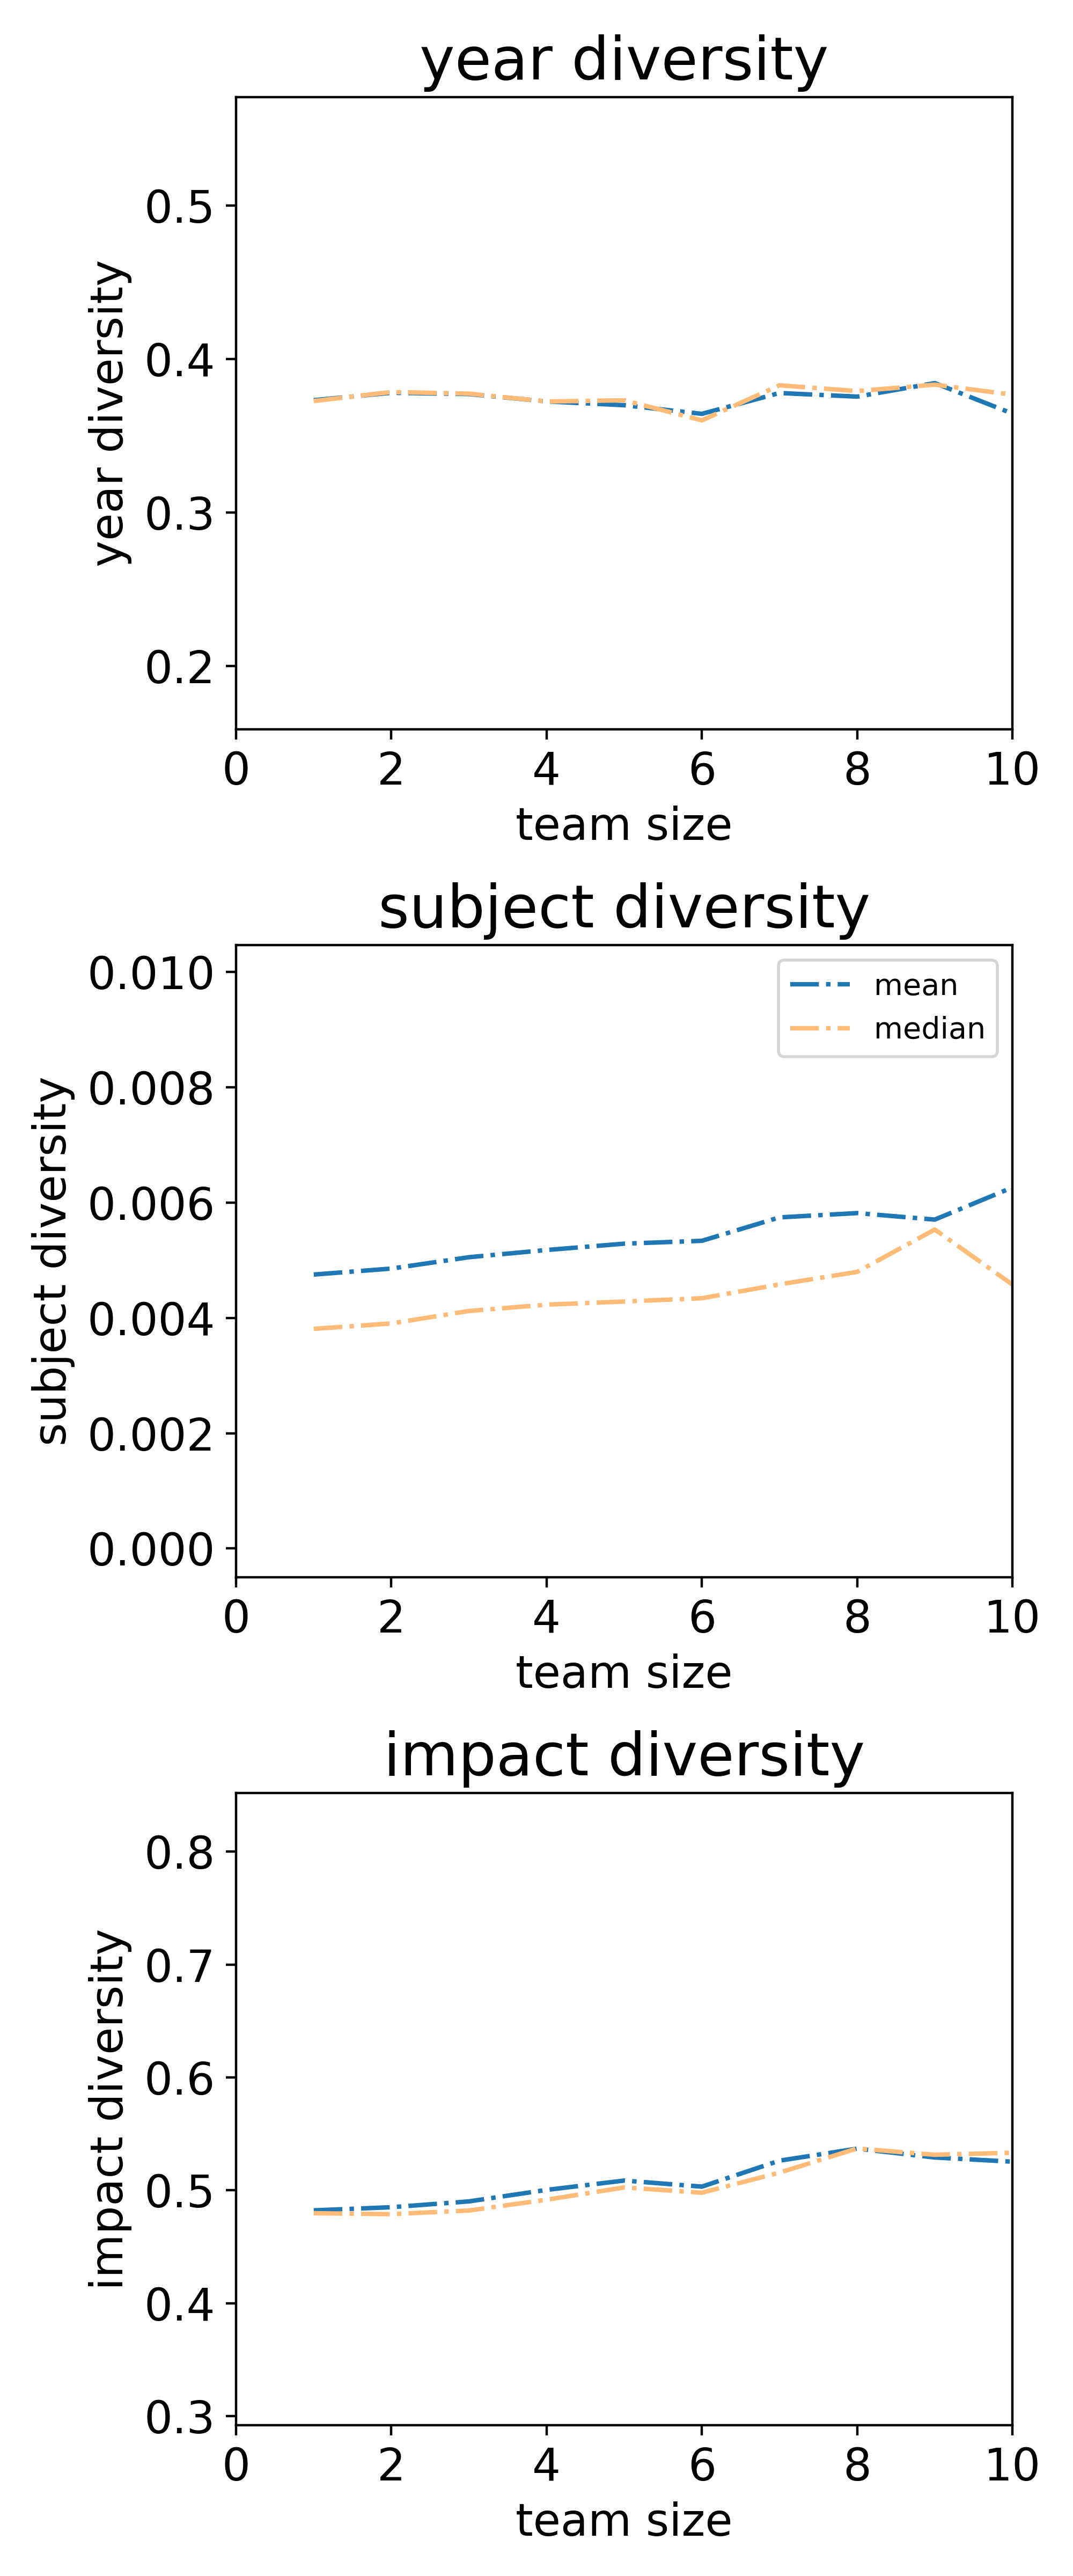 year diversity
year diversity
0.5
0.4
0.3
0.2
0 2 4 6 8 10
team size
subject diversity
subject diversity
0.010
0.008
0.006
0.004
0.002
0.000
mean
median
0 2 4 6 8 10
team size
impact diversity
impact diversity
0.8
0.7
0.6
0.5
0.4
0.3
0 2 4 6 8 10
team size